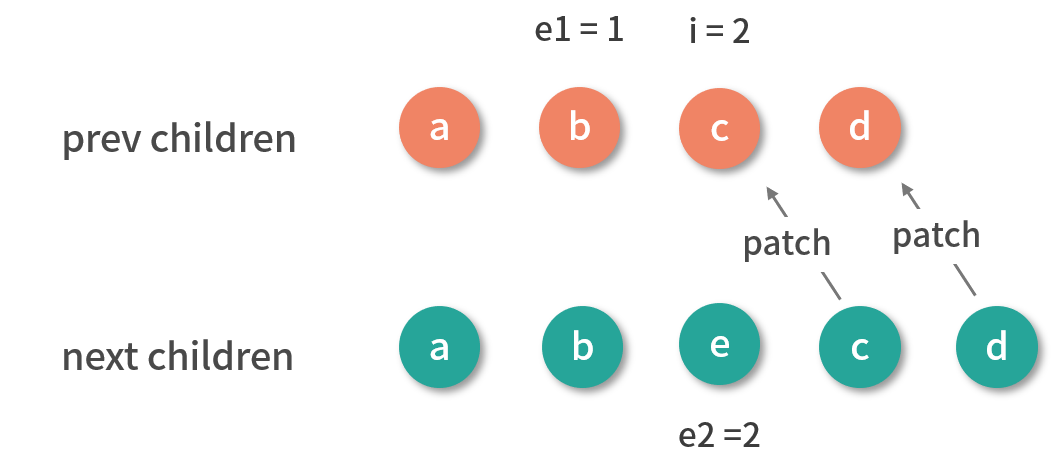 e1 = 1 i = 2
prev children a b c d
patch patch
next children a b e c d
e2 =2